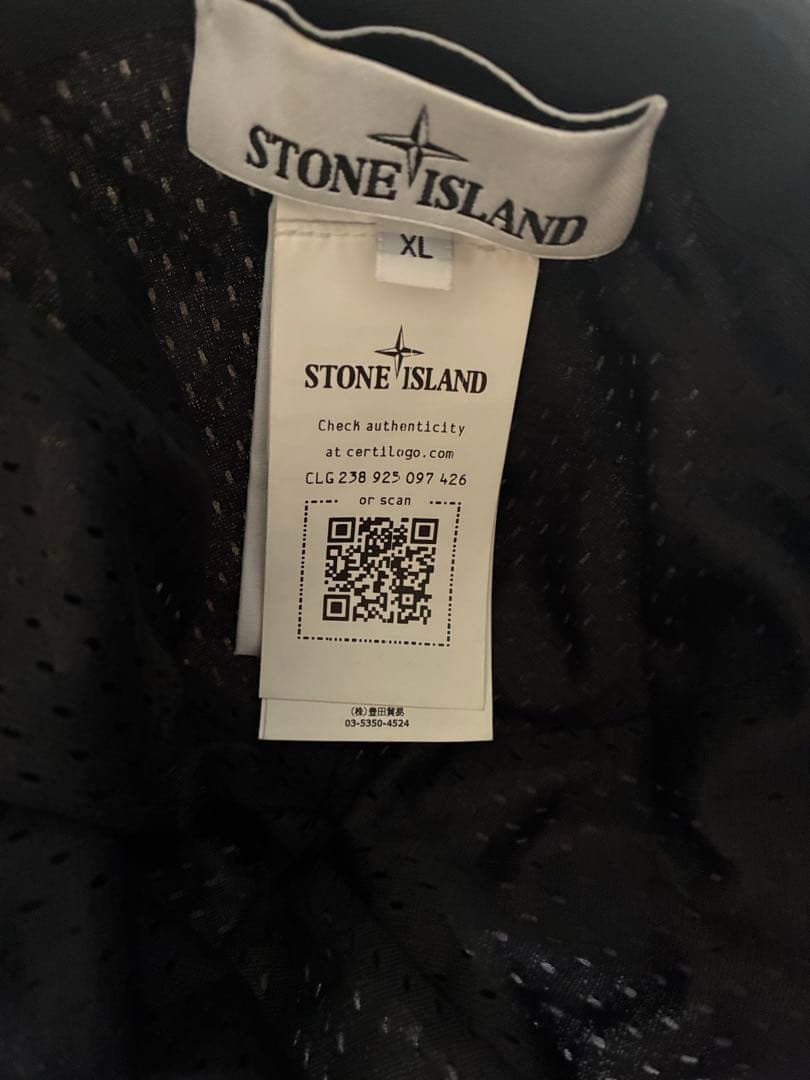 STONE ISLAND
XL
STONE ISLAND
Check authenticity
at certilogo.com
CLG 238 925 097 426
or scan
(株)豊田貿易
03-5350-4524